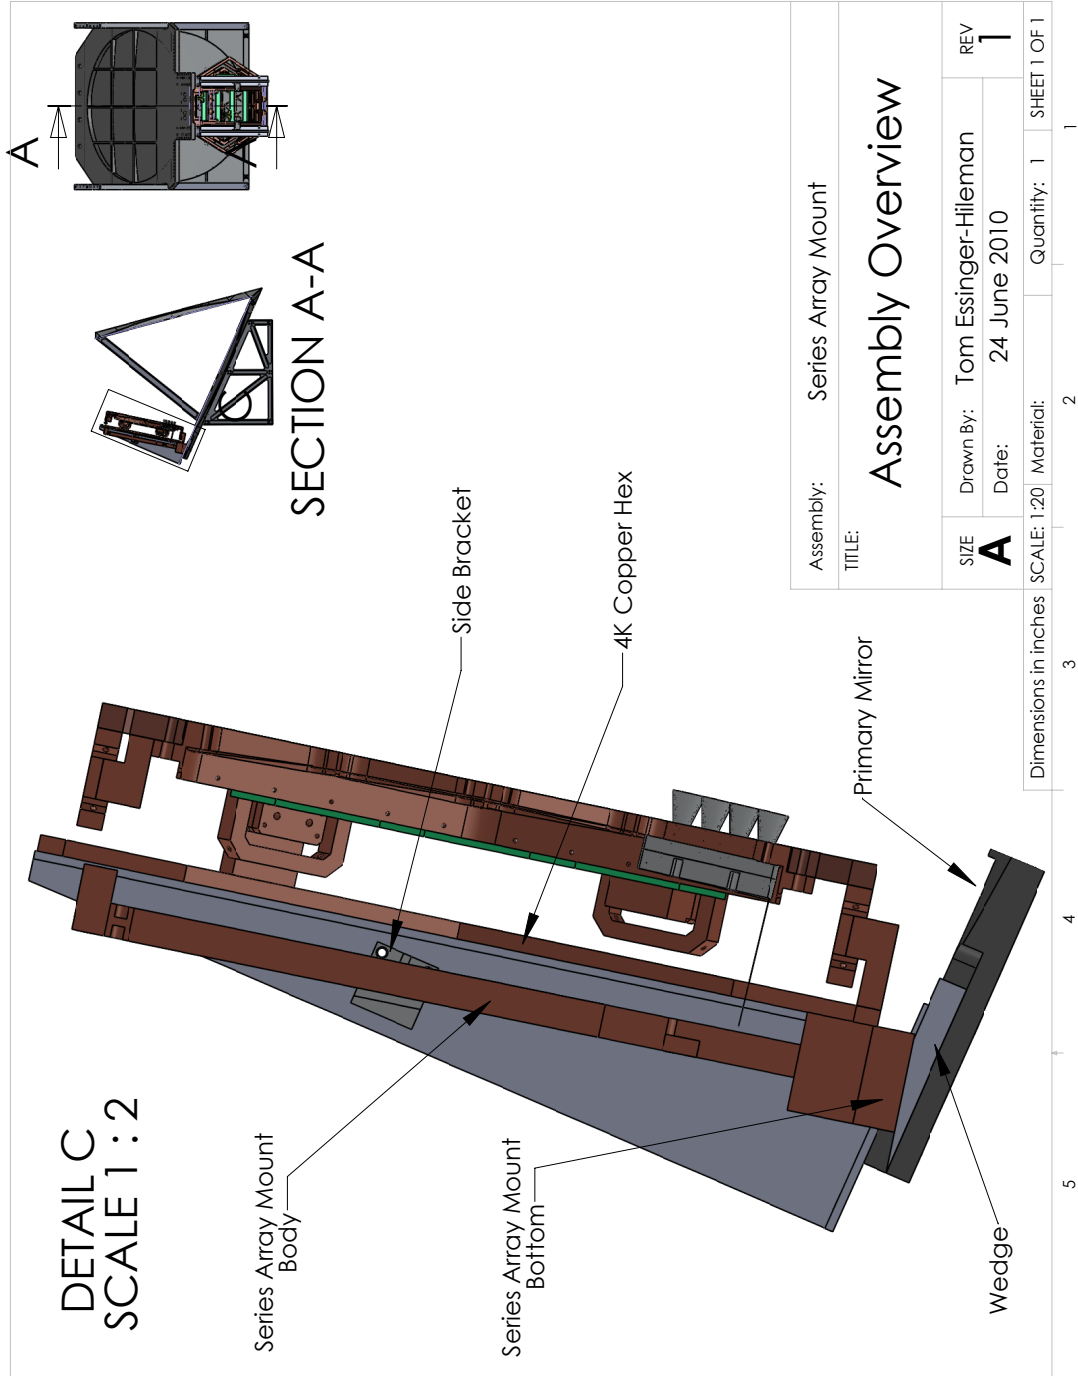 DETAIL C
SCALE 1 : 2
Series Array Mount
Body
Series Array Mount
Bottom
Wedge
Side Bracket
4K Copper Hex
Primary Mirror
SECTION A-A
A
A
Assembly: Series Array Mount
TITLE:
Assembly Overview
SIZE
A
Drawn By: Tom Essinger-Hileman
Date: 24 June 2010
REV
1
Dimensions in inches SCALE: 1:20 Material: Quantity: 1 SHEET 1 OF 1
5 4 3 2 1